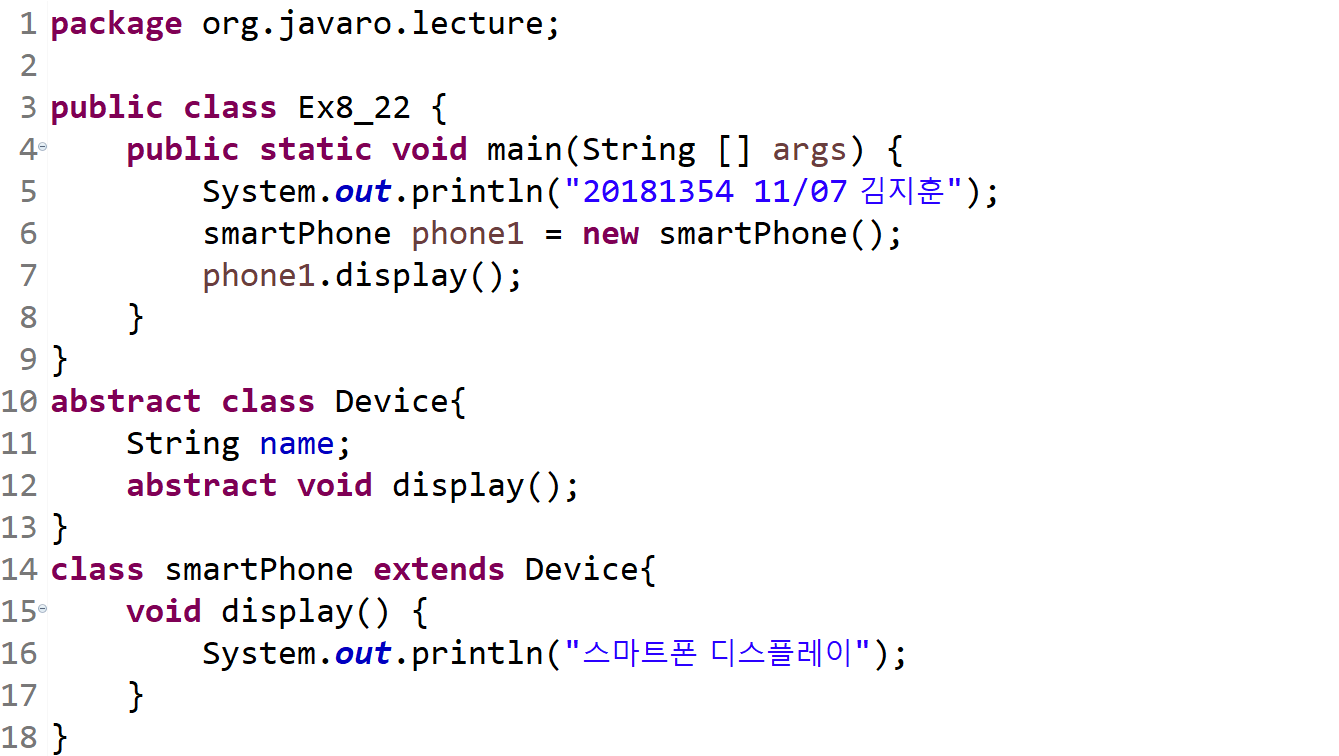 1 package org.javaro.lecture;
2
3 public class Ex8_22 {
4     public static void main(String [] args) {
5         System.out.println("20181354 11/07 김지훈");
6         smartPhone phone1 = new smartPhone();
7         phone1.display();
8     }
9 }
10 abstract class Device{
11     String name;
12     abstract void display();
13 }
14 class smartPhone extends Device{
15     void display() {
16         System.out.println("스마트폰 디스플레이");
17     }
18 }